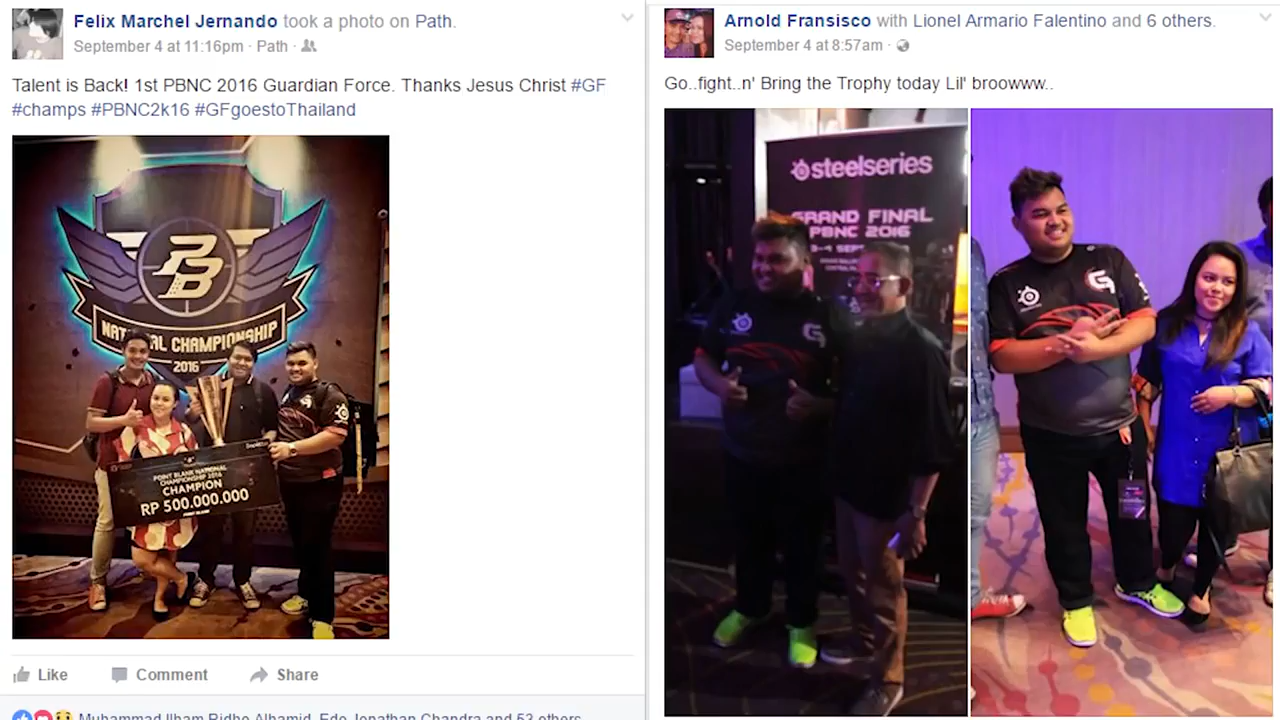 Felix Marchel Jernando took a photo on Path.
September 4 at 11:16pm · Path ·
Talent is Back! 1st PBNC 2016 Guardian Force. Thanks Jesus Christ #GF
#champs #PBNC2k16 #GFgoestoThailand
PB
NATIONAL CHAMPIONSHIP
2016
POINT BLANK NATIONAL
CHAMPIONSHIP 2016
CHAMPION
RP 500.000.000
Like Comment Share
Muhammad Ilham Ridho Alhamid, Edo Jonathan Chandra and 53 others
Arnold Fransisco with Lionel Armario Falentino and 6 others.
September 4 at 8:57am ·
Go..fight..n' Bring the Trophy today Lil' broowww..
steelseries
GRAND FINAL
PBNC 2016